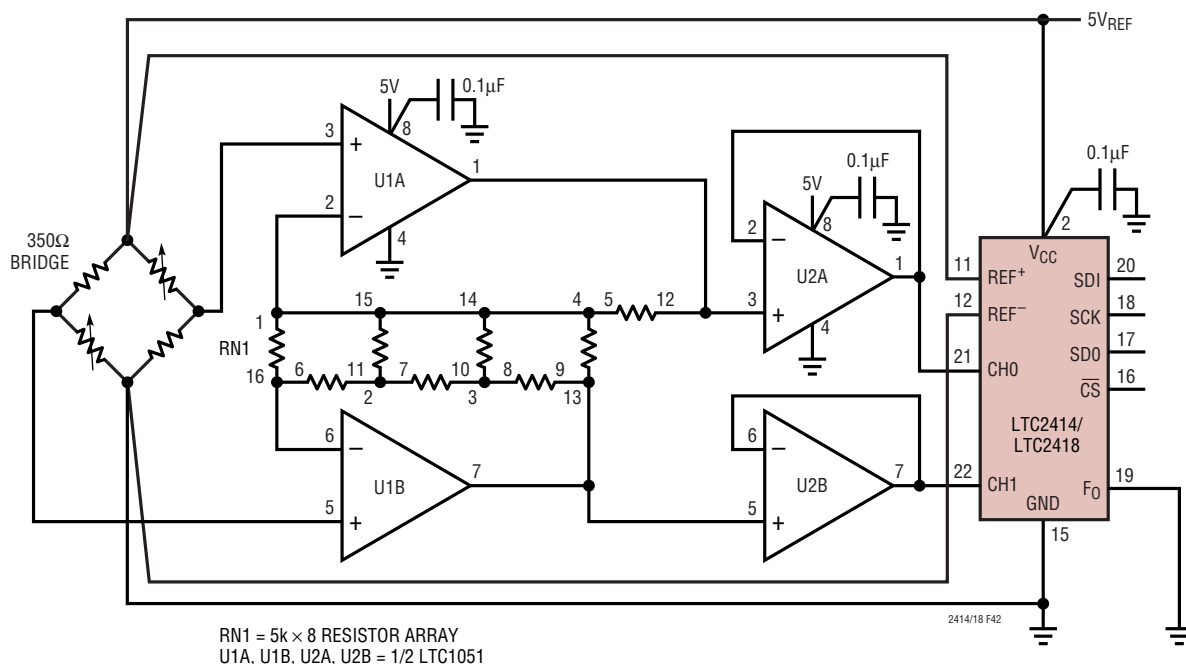 5VREF
5V
0.1µF
8
3
+
1
U1A
2
−
4
350Ω
BRIDGE
0.1µF
5V
8
2
−
U2A
1
3
+
4
0.1µF
2
VCC
11
REF+
12
REF−
21
CH0
22
CH1
SDI
20
SCK
18
SD0
17
CS
16
LTC2414/
LTC2418
FO
19
GND
15
15
14
4
5
12
1
RN1
16
6
11
7
10
8
9
2
3
13
6
−
U1B
7
5
+
6
−
U2B
7
5
+
2414/18 F42
RN1 = 5k × 8 RESISTOR ARRAY
U1A, U1B, U2A, U2B = 1/2 LTC1051